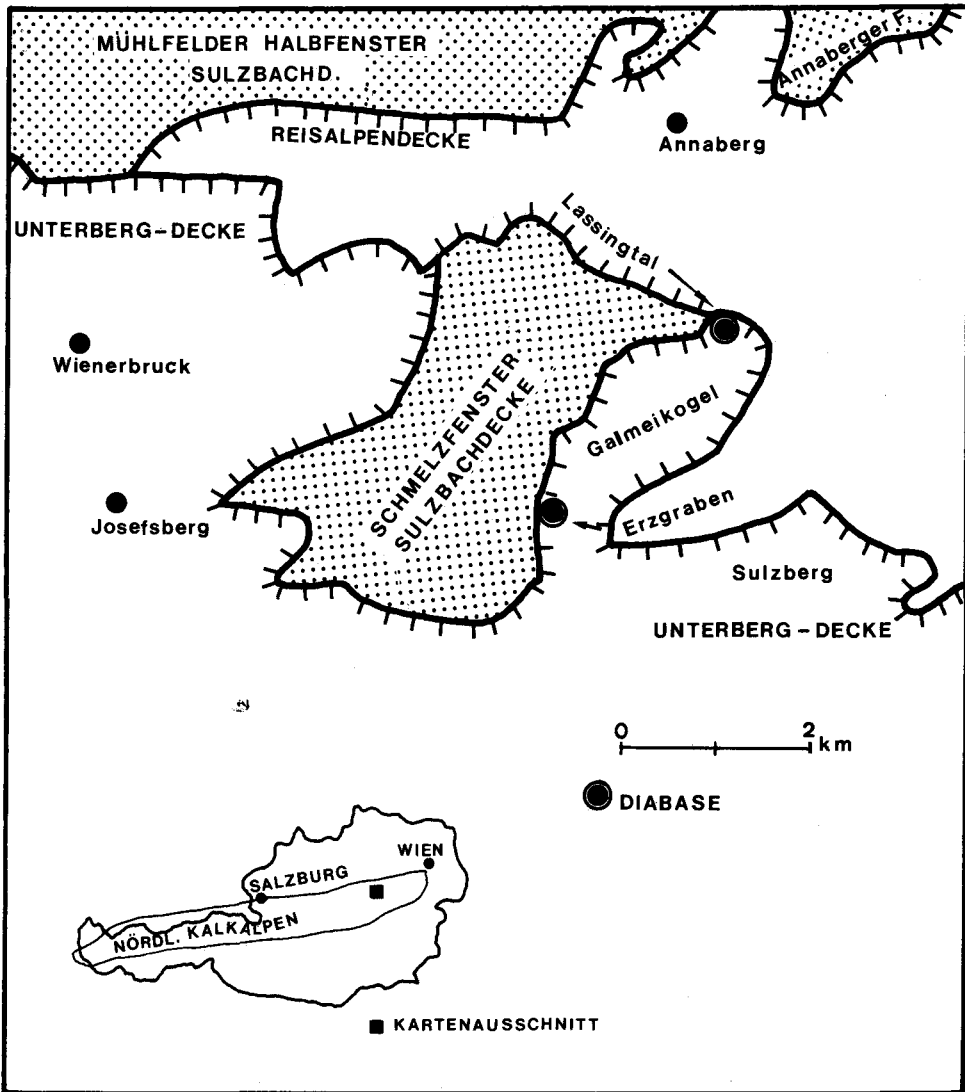 MÜHLFELDER HALBFENSTER
SULZBACHD.
Annaberger F.
REISALPENDECKE
Annaberg
UNTERBERG-DECKE
Lassingtal
Wienerbruck
SCHMELZFENSTER
SULZBACHDECKE
Galmeikogel
Josefsberg
Erzgraben
Sulzberg
UNTERBERG-DECKE
0 2
km
DIABASE
WIEN
SALZBURG
NÖRDL. KALKALPEN
KARTENAUSSCHNITT